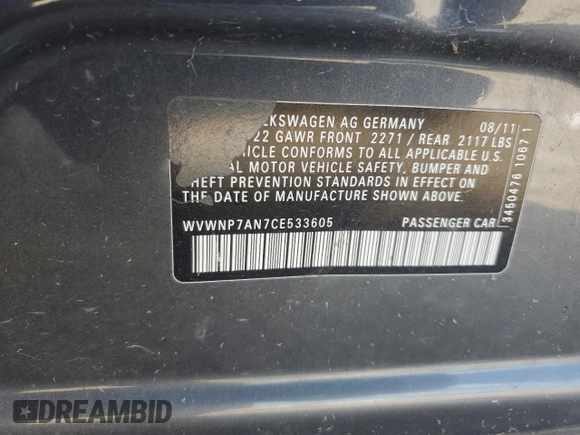 EKSWAGEN AG GERMANY 08/11
22 GAWR FRONT 2271 / REAR 2117 LBS
HICLE CONFORMS TO ALL APPLICABLE U.S.
AL MOTOR VEHICLE SAFETY, BUMPER AND
HEFT PREVENTION STANDARDS IN EFFECT ON
THE DATE OF MANUFACTURE SHOWN ABOVE.
WVWNP7AN7CE533605 PASSENGER CAR
3450476 1067 1
DREAMBID